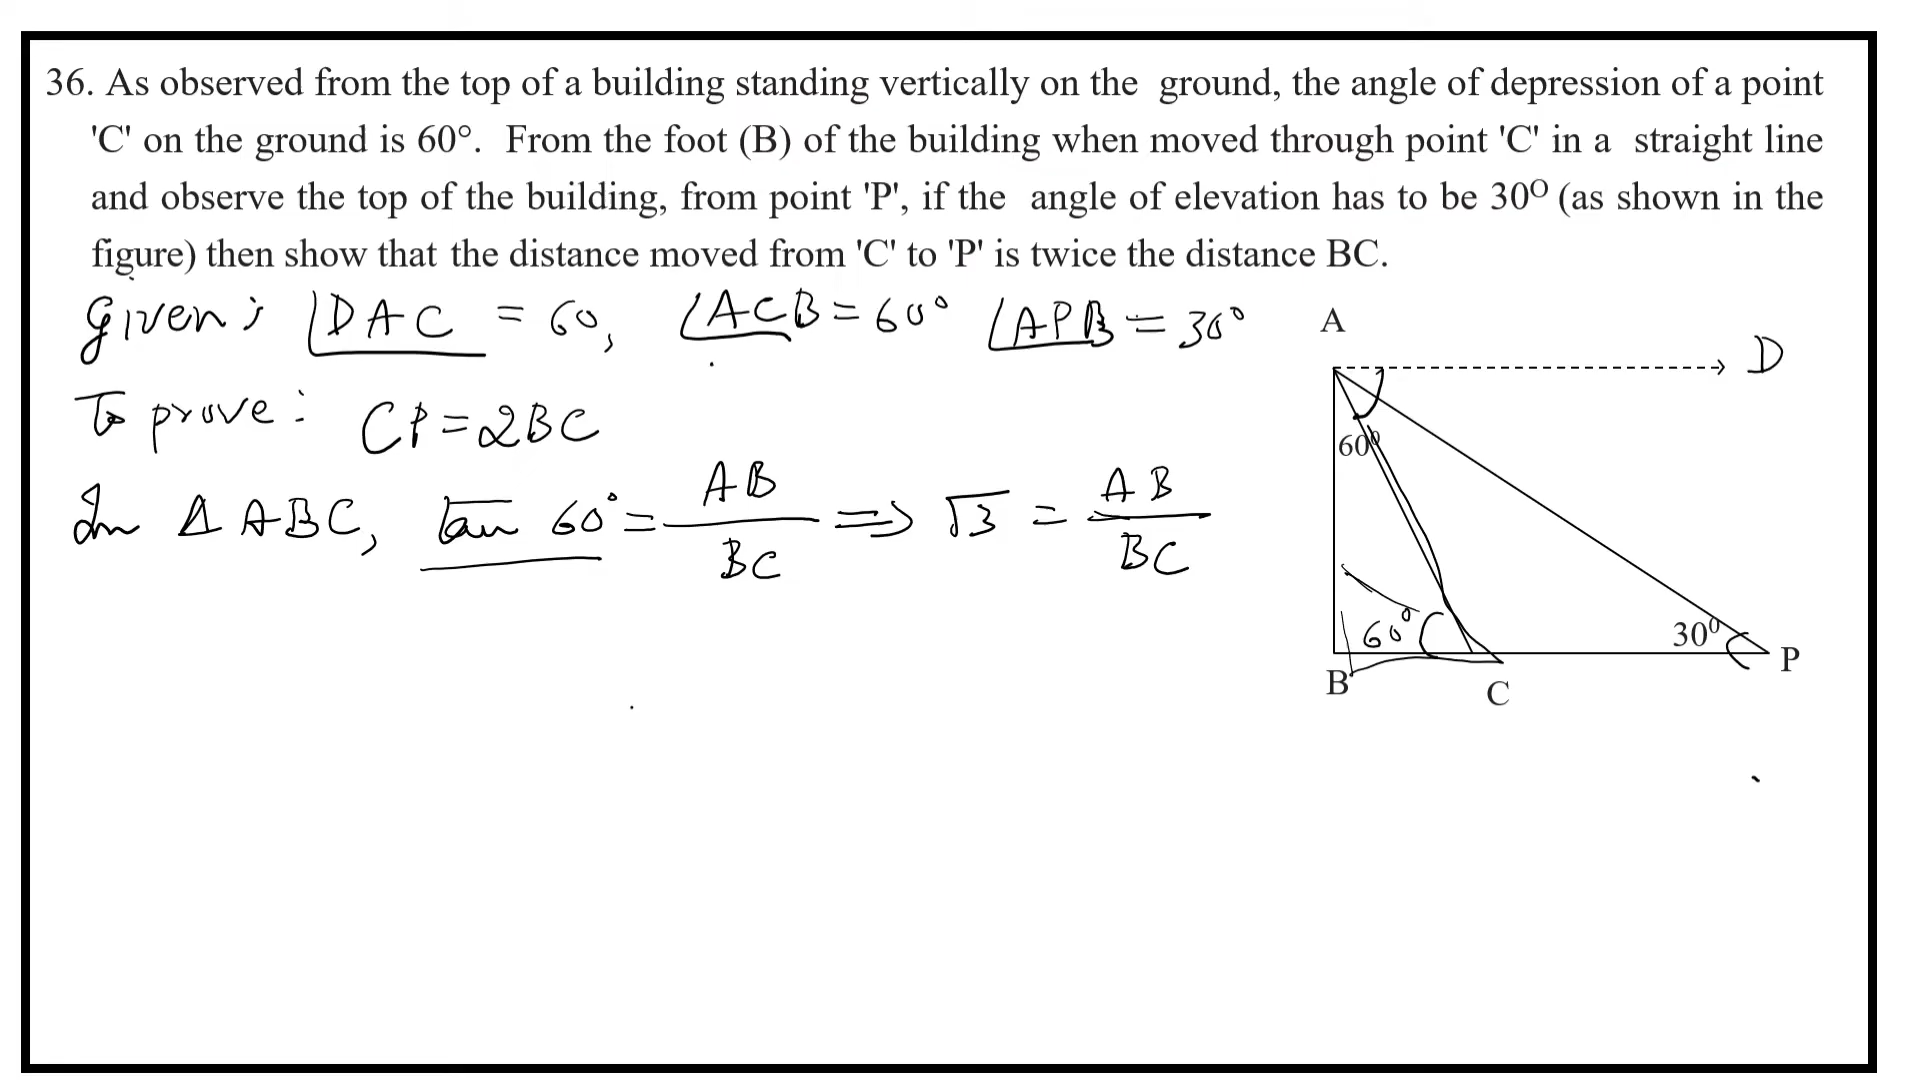 36. As observed from the top of a building standing vertically on the ground, the angle of depression of a point
'C' on the ground is 60°. From the foot (B) of the building when moved through point 'C' in a straight line
and observe the top of the building, from point 'P', if the angle of elevation has to be 30⁰ (as shown in the
figure) then show that the distance moved from 'C' to 'P' is twice the distance BC.
Given: ∠DAC = 60, ∠ACB = 60° ∠APB = 30°
To prove: CP = 2BC
In Δ ABC, tan 60° = AB/BC ⇒ √3 = AB/BC
A
D
60⁰
60°
30⁰
B
C
P